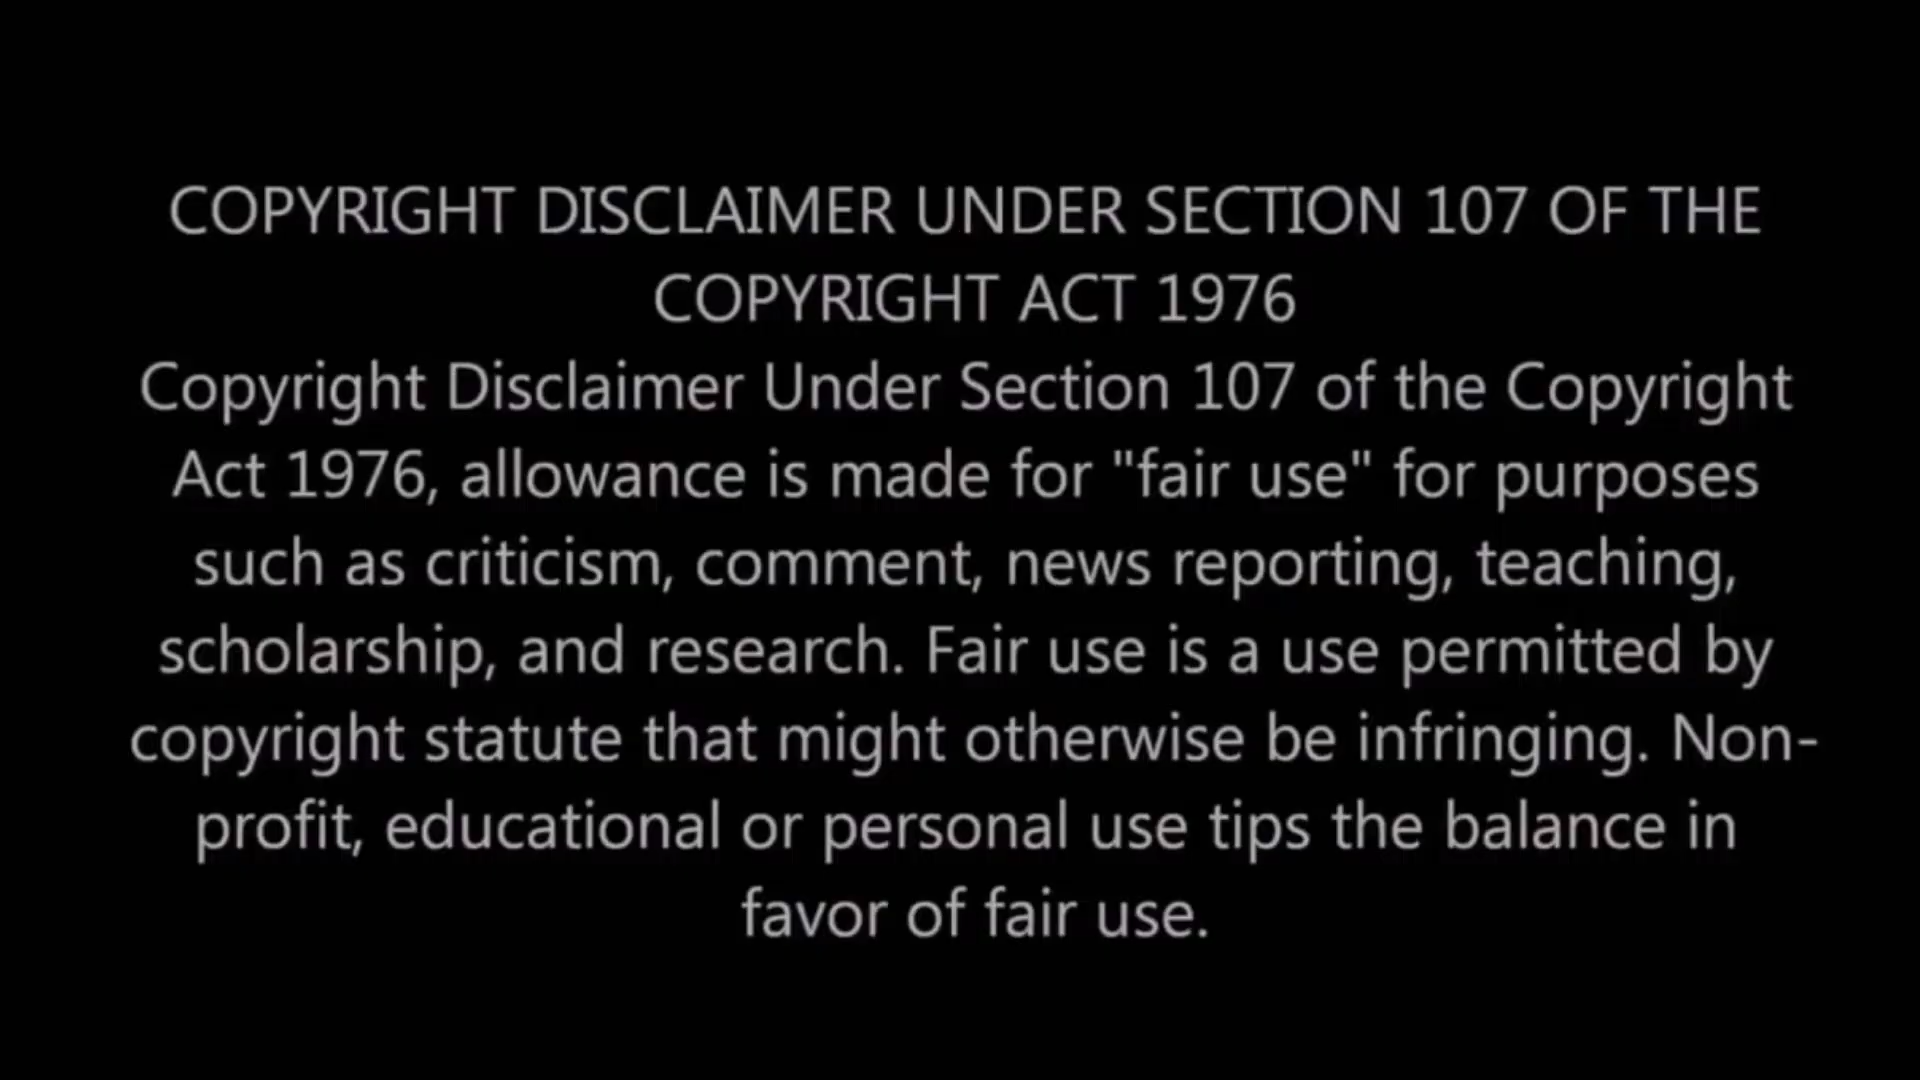 COPYRIGHT DISCLAIMER UNDER SECTION 107 OF THE
COPYRIGHT ACT 1976
Copyright Disclaimer Under Section 107 of the Copyright
Act 1976, allowance is made for "fair use" for purposes
such as criticism, comment, news reporting, teaching,
scholarship, and research. Fair use is a use permitted by
copyright statute that might otherwise be infringing. Non-
profit, educational or personal use tips the balance in
favor of fair use.